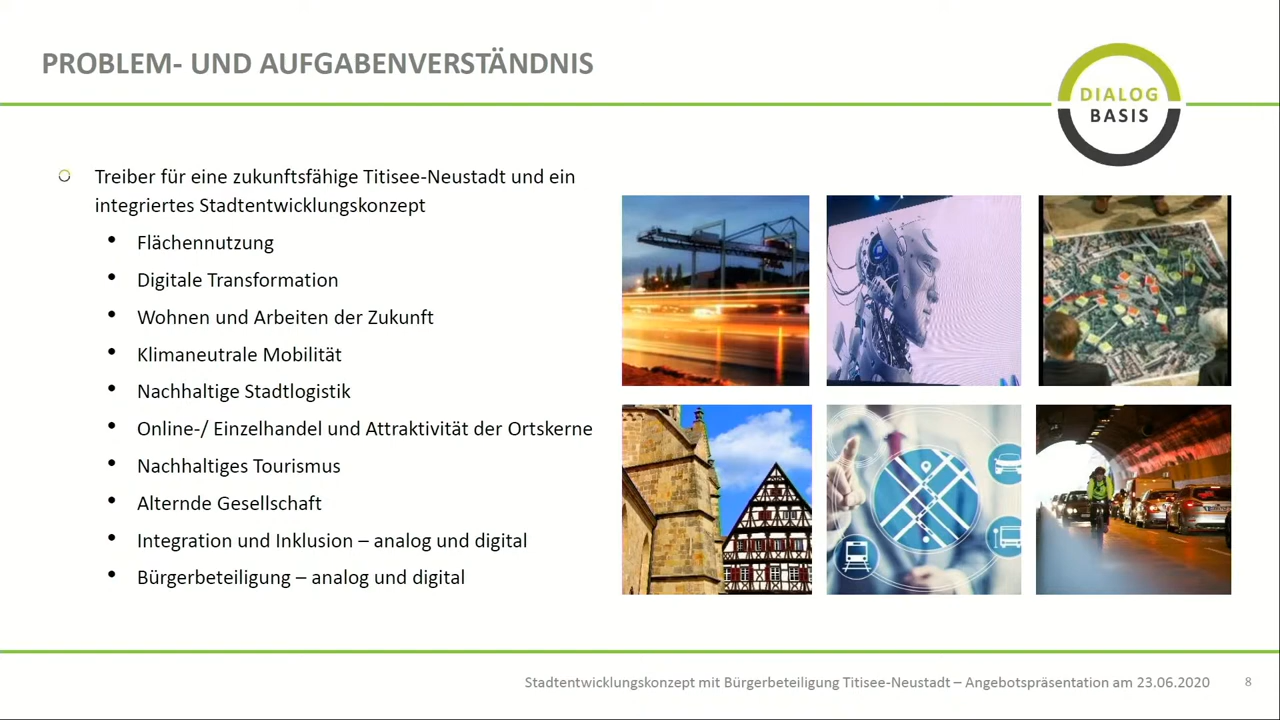 PROBLEM- UND AUFGABENVERSTÄNDNIS
DIALOG
BASIS
Treiber für eine zukunftsfähige Titisee-Neustadt und ein
integriertes Stadtentwicklungskonzept
• Flächennutzung
• Digitale Transformation
• Wohnen und Arbeiten der Zukunft
• Klimaneutrale Mobilität
• Nachhaltige Stadtlogistik
• Online-/ Einzelhandel und Attraktivität der Ortskerne
• Nachhaltiges Tourismus
• Alternde Gesellschaft
• Integration und Inklusion – analog und digital
• Bürgerbeteiligung – analog und digital
Stadtentwicklungskonzept mit Bürgerbeteiligung Titisee-Neustadt – Angebotspräsentation am 23.06.2020
8